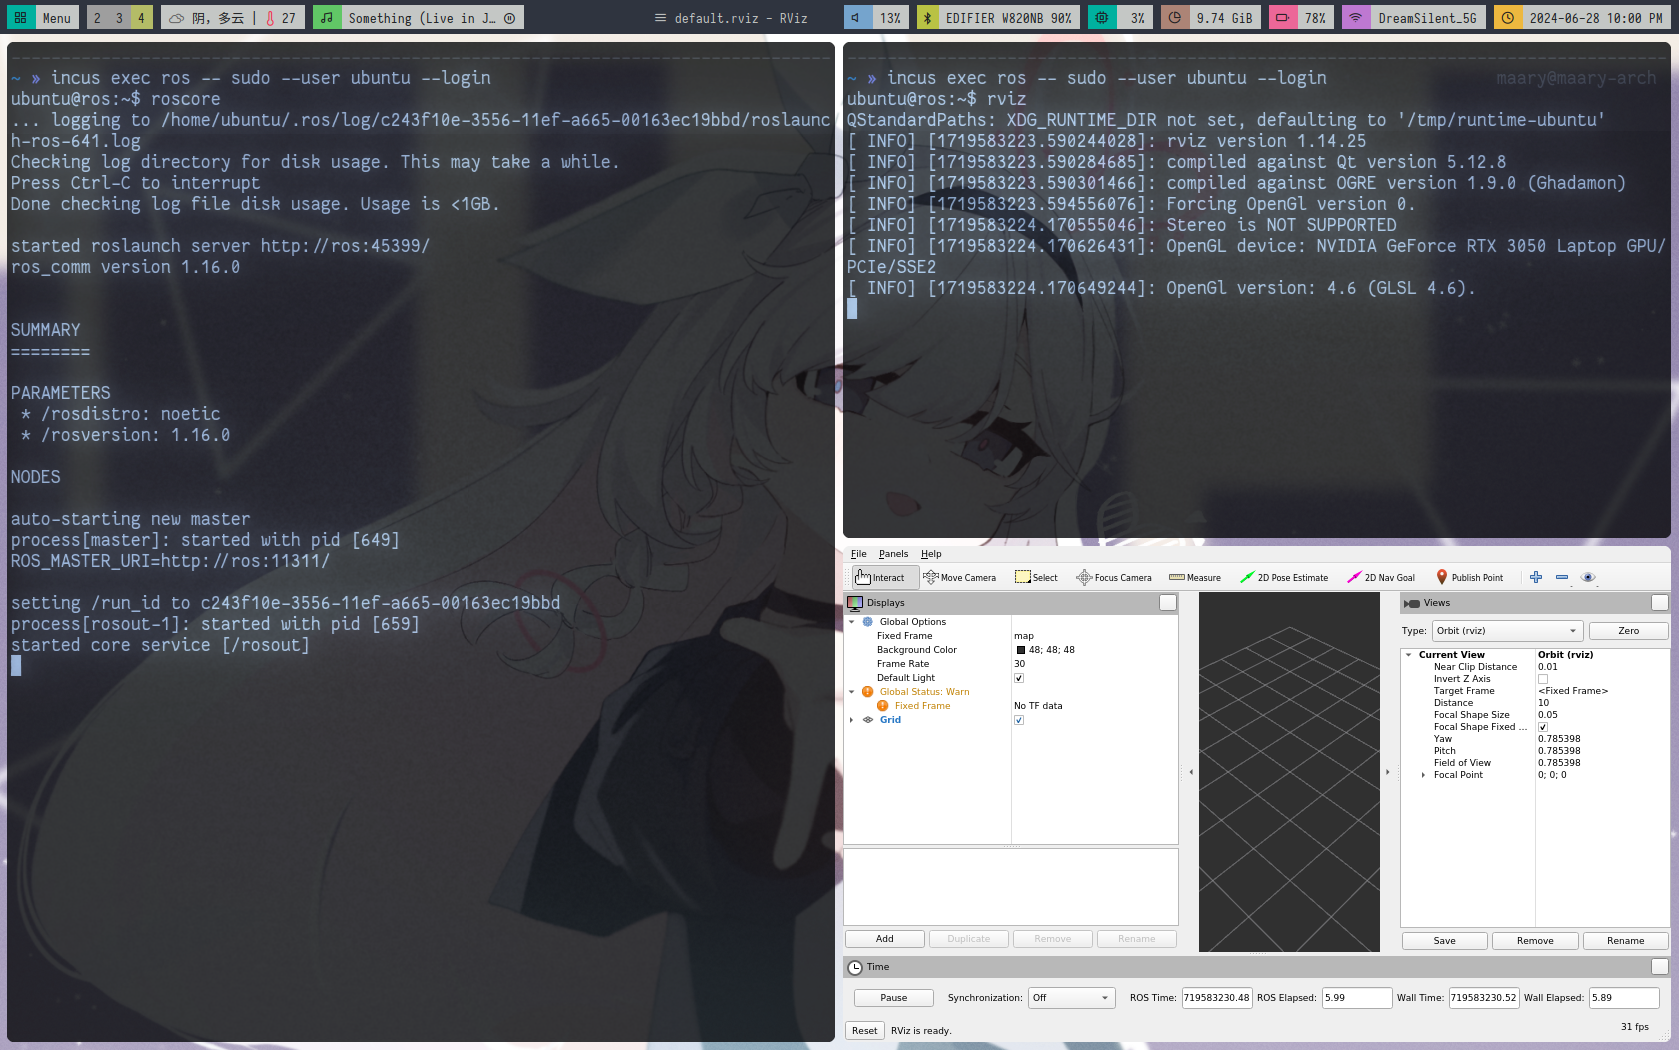 Menu
2 3 4
阴，多云 | 27
Something (Live in J…
default.rviz - RViz
13%
EDIFIER W820NB 90%
3%
9.74 GiB
78%
DreamSilent_5G
2024-06-28 10:00 PM
~ » incus exec ros -- sudo --user ubuntu --login
ubuntu@ros:~$ roscore
... logging to /home/ubuntu/.ros/log/c243f10e-3556-11ef-a665-00163ec19bbd/roslaunc
h-ros-641.log
Checking log directory for disk usage. This may take a while.
Press Ctrl-C to interrupt
Done checking log file disk usage. Usage is <1GB.
started roslaunch server http://ros:45399/
ros_comm version 1.16.0
SUMMARY
========
PARAMETERS
* /rosdistro: noetic
* /rosversion: 1.16.0
NODES
auto-starting new master
process[master]: started with pid [649]
ROS_MASTER_URI=http://ros:11311/
setting /run_id to c243f10e-3556-11ef-a665-00163ec19bbd
process[rosout-1]: started with pid [659]
started core service [/rosout]
~ » incus exec ros -- sudo --user ubuntu --login maary@maary-arch
ubuntu@ros:~$ rviz
QStandardPaths: XDG_RUNTIME_DIR not set, defaulting to '/tmp/runtime-ubuntu'
[ INFO] [1719583223.590244028]: rviz version 1.14.25
[ INFO] [1719583223.590284685]: compiled against Qt version 5.12.8
[ INFO] [1719583223.590301466]: compiled against OGRE version 1.9.0 (Ghadamon)
[ INFO] [1719583223.594556076]: Forcing OpenGl version 0.
[ INFO] [1719583224.170555046]: Stereo is NOT SUPPORTED
[ INFO] [1719583224.170626431]: OpenGL device: NVIDIA GeForce RTX 3050 Laptop GPU/
PCIe/SSE2
[ INFO] [1719583224.170649244]: OpenGl version: 4.6 (GLSL 4.6).
File Panels Help
Interact Move Camera Select Focus Camera Measure 2D Pose Estimate 2D Nav Goal Publish Point
Displays
Global Options
Fixed Frame map
Background Color 48; 48; 48
Frame Rate 30
Default Light
Global Status: Warn
Fixed Frame No TF data
Grid
Add Duplicate Remove Rename
Views
Type: Orbit (rviz) Zero
Current View Orbit (rviz)
Near Clip Distance 0.01
Invert Z Axis
Target Frame <Fixed Frame>
Distance 10
Focal Shape Size 0.05
Focal Shape Fixed ...
Yaw 0.785398
Pitch 0.785398
Field of View 0.785398
Focal Point 0; 0; 0
Save Remove Rename
Time
Pause Synchronization: Off ROS Time: 719583230.48 ROS Elapsed: 5.99 Wall Time: 719583230.52 Wall Elapsed: 5.89
Reset RViz is ready. 31 fps